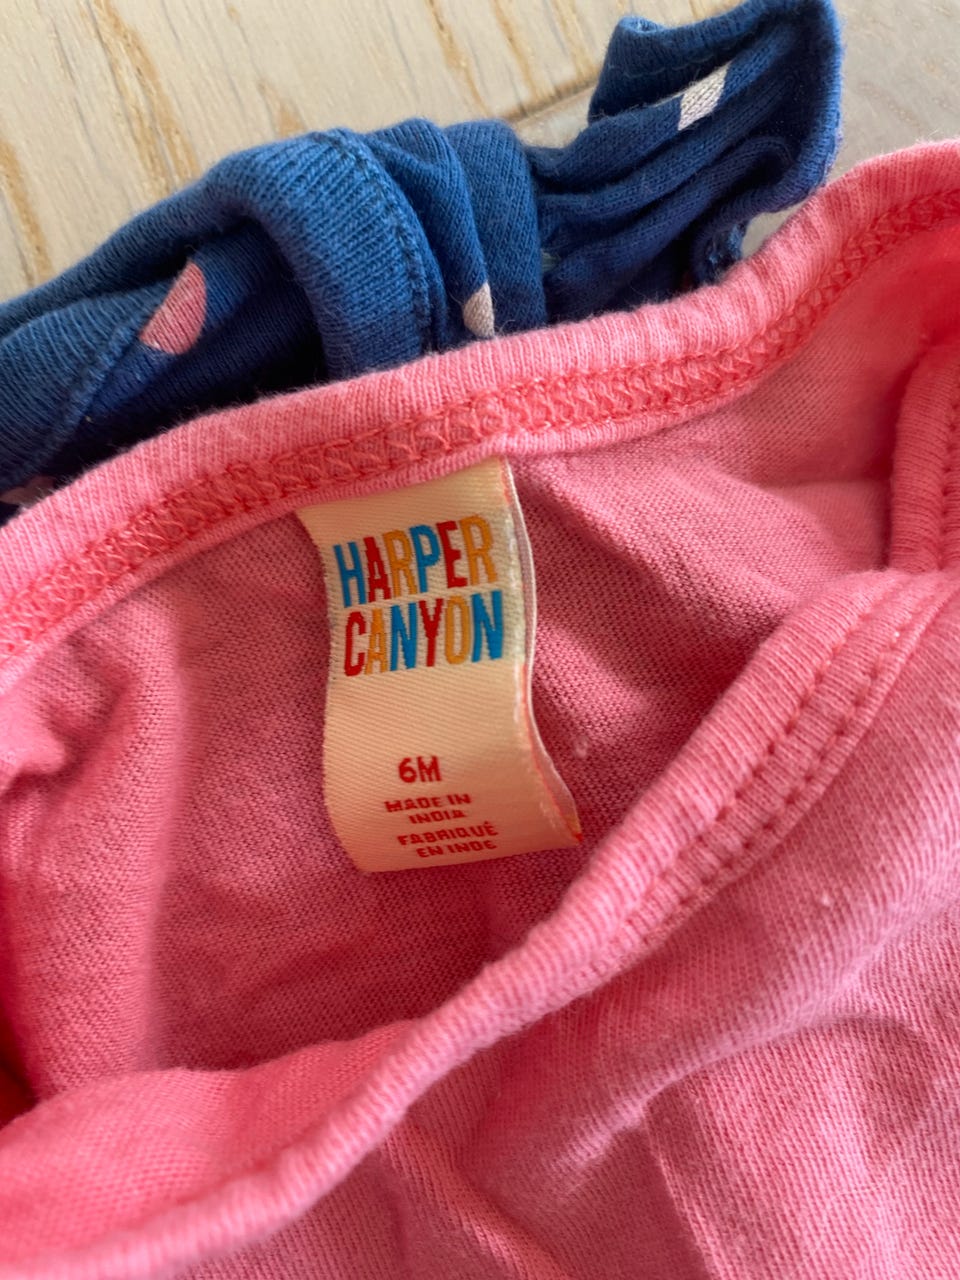 HARPER
CANYON
6M
MADE IN
INDIA
FABRIQUÉ
EN INDE